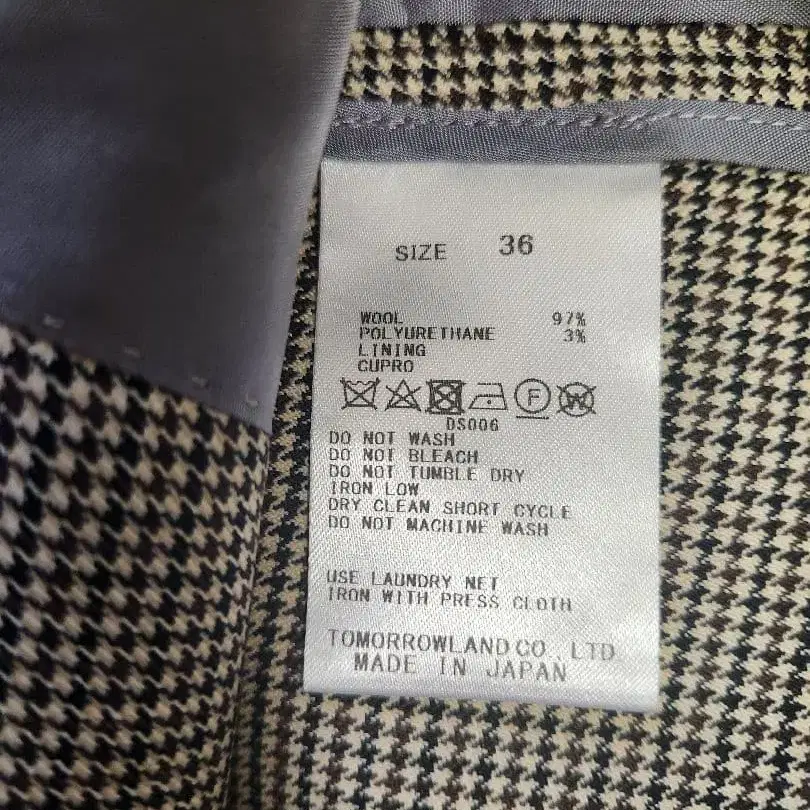 SIZE 36
WOOL 97%
POLYURETHANE 3%
LINING
CUPRO
F W
DS006
DO NOT WASH
DO NOT BLEACH
DO NOT TUMBLE DRY
IRON LOW
DRY CLEAN SHORT CYCLE
DO NOT MACHINE WASH
USE LAUNDRY NET
IRON WITH PRESS CLOTH
TOMORROWLAND CO., LTD
MADE IN JAPAN